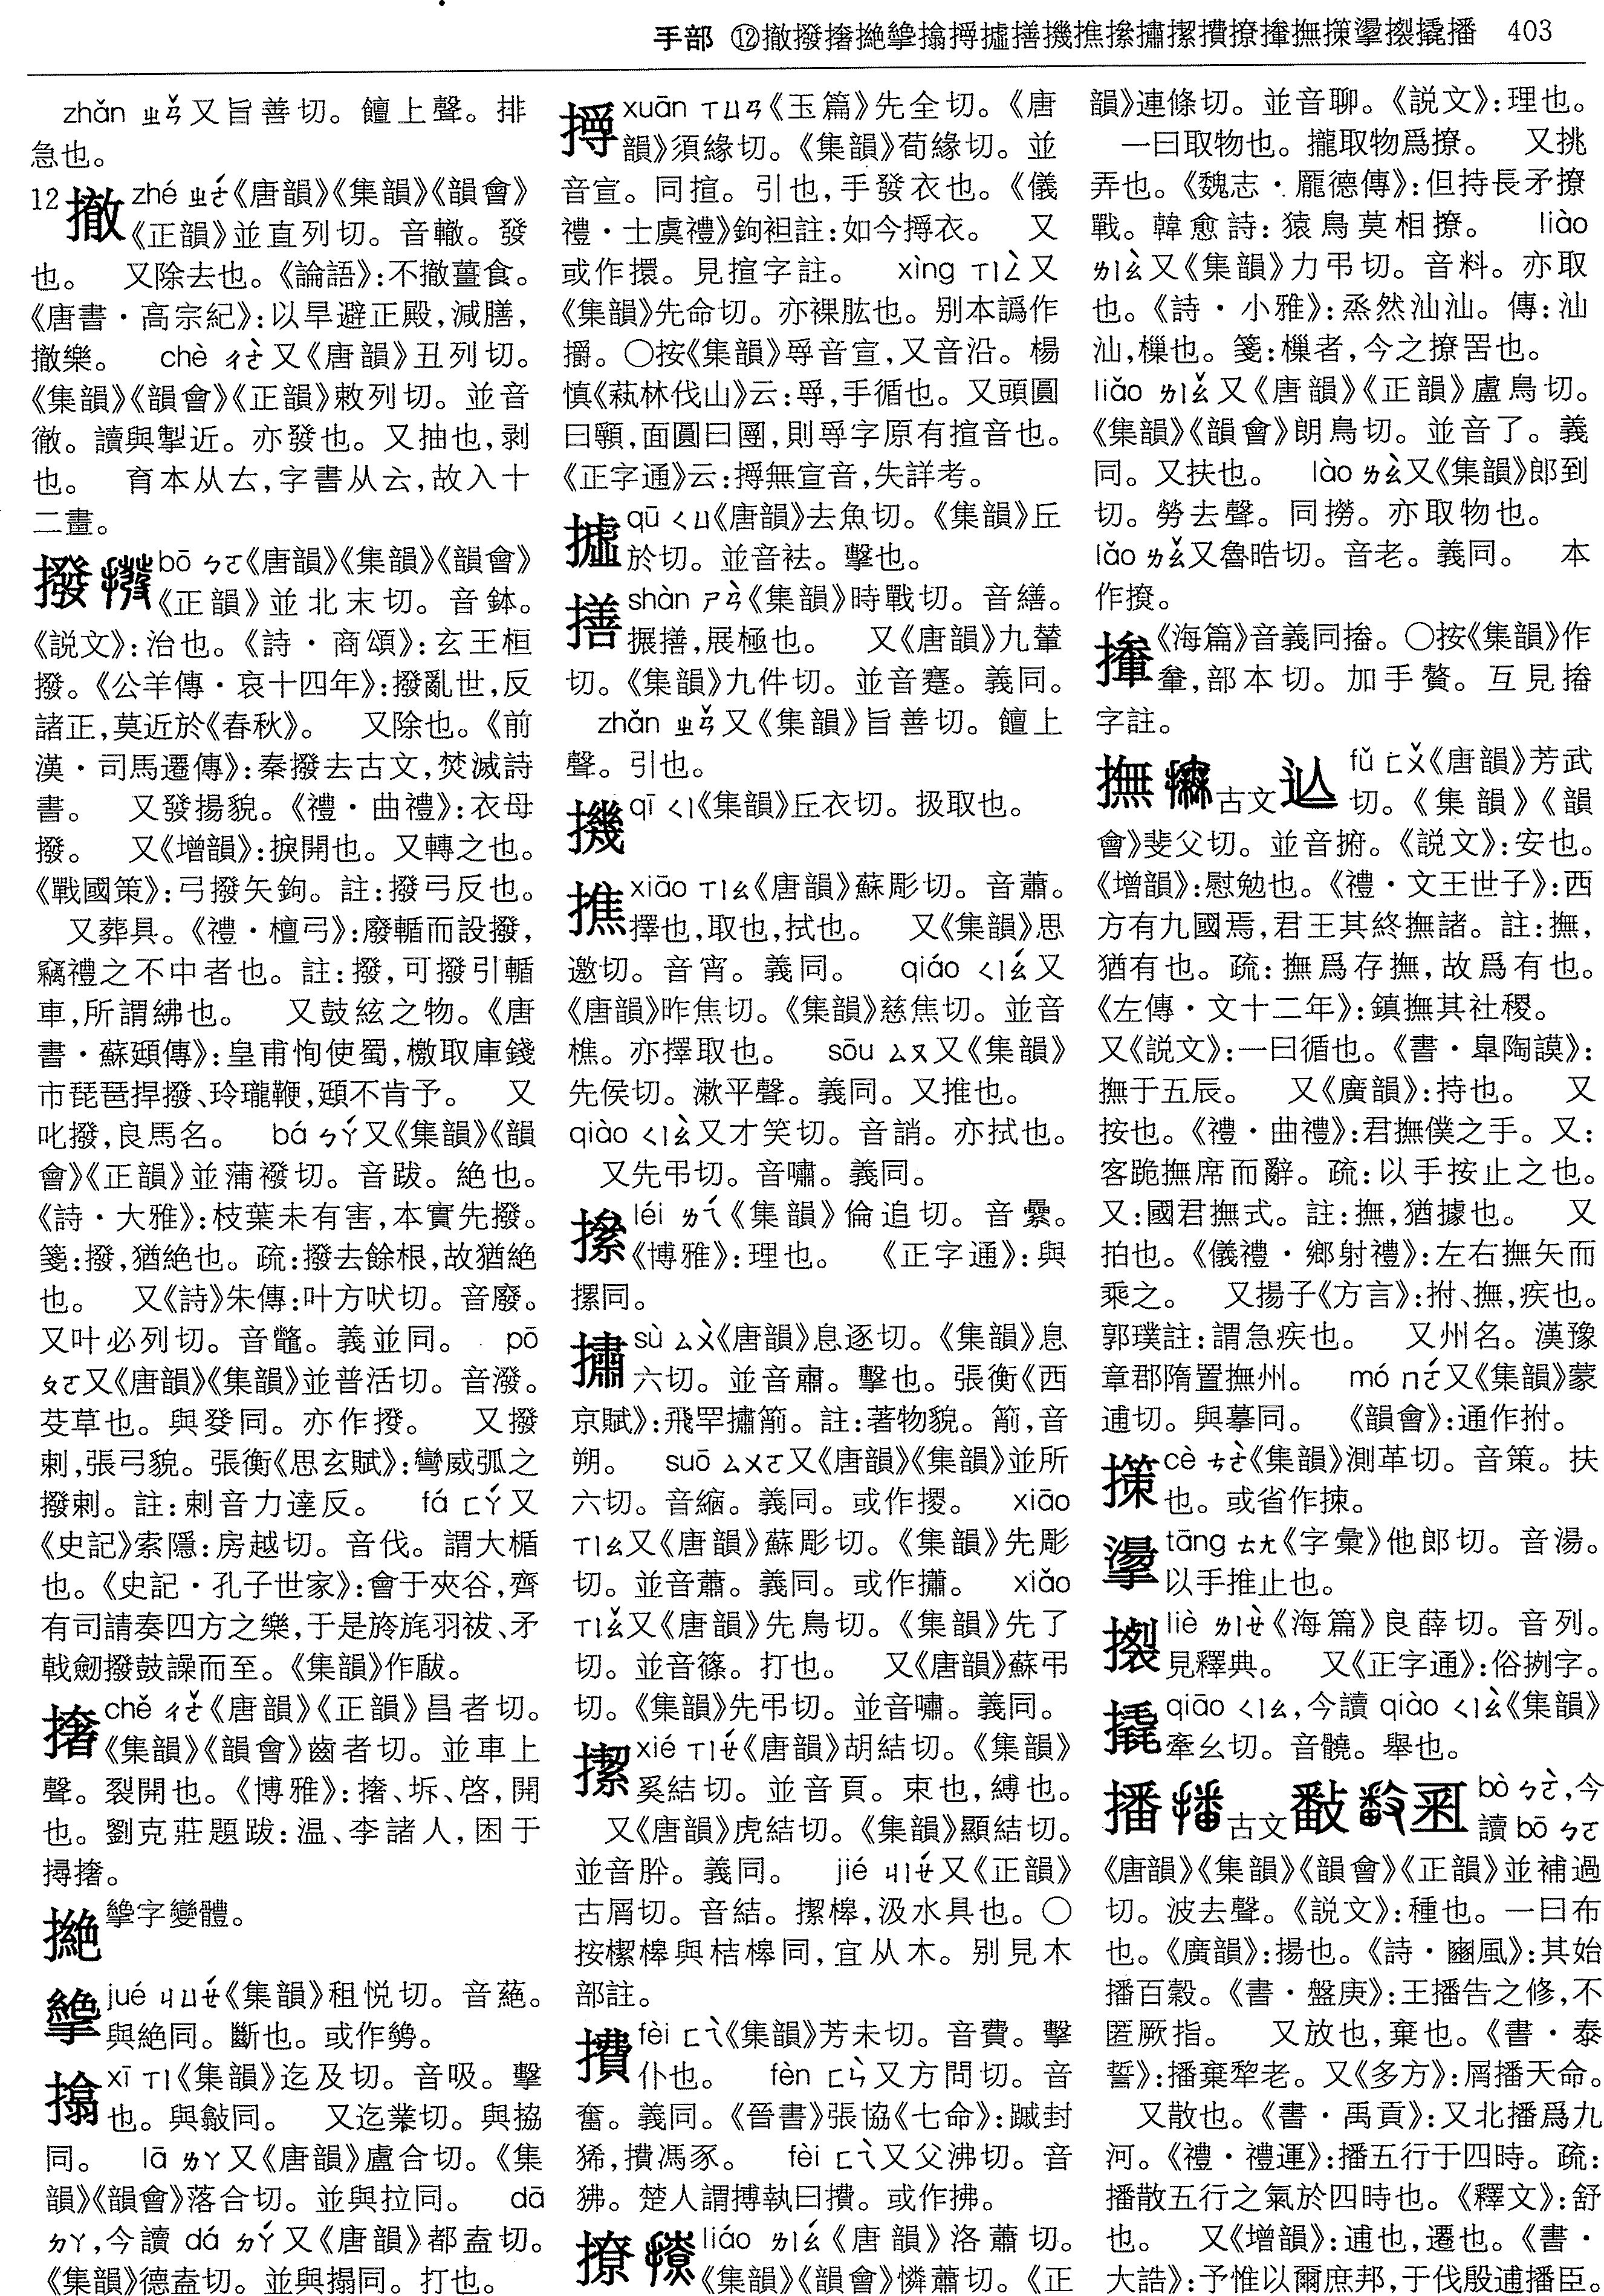 手部 ⑫撤撥撦撧㩰搚撏㩀㩛㩕撨㩞㩋㩉㩌撩㩔撫㨲㨽㩟撬播 403
zhǎn ㄓㄢˇ又旨善切。饘上聲。排
急也。
12撤zhé ㄓㄜˊ《唐韻》《集韻》《韻會》
《正韻》並直列切。音轍。發
也。 又除去也。《論語》:不撤薑食。
《唐書·高宗紀》:以旱避正殿,減膳,
撤樂。 chè ㄔㄜˋ又《唐韻》丑列切。
《集韻》《韻會》《正韻》敕列切。並音
徹。讀與掣近。亦發也。又抽也,剥
也。 育本从𠫓,字書从云,故入十
二畫。
撥 bō ㄅㄛ《唐韻》《集韻》《韻會》
《正韻》並北末切。音鉢。
《説文》:治也。《詩·商頌》:玄王桓
撥。《公羊傳·哀十四年》:撥亂世,反
諸正,莫近於《春秋》。 又除也。《前
漢·司馬遷傳》:秦撥去古文,焚滅詩
書。 又發揚貌。《禮·曲禮》:衣毋
撥。 又《增韻》:捩開也。又轉之也。
《戰國策》:弓撥矢鉤。註:撥弓反也。
又葬具。《禮·檀弓》:廢輴而設撥,
竊禮之不中者也。註:撥,可撥引輴
車,所謂紼也。 又鼓絃之物。《唐
書·蘇頲傳》:皇甫恂使蜀,檄取庫錢
市琵琶捍撥、玲瓏鞭,頲不肯予。 又
叱撥,良馬名。 bá ㄅㄚˊ又《集韻》《韻
會》《正韻》並蒲襏切。音跋。絶也。
《詩·大雅》:枝葉未有害,本實先撥。
箋:撥,猶絶也。疏:撥去餘根,故猶絶
也。 又《詩》朱傳:叶方吠切。音廢。
又叶必列切。音鼈。義並同。 pō
ㄆㄛ又《唐韻》《集韻》並普活切。音潑。
芟草也。與癹同。亦作撥。 又撥
剌,張弓貌。張衡《思玄賦》:彎威弧之
撥剌。註:剌音力達反。 fá ㄈㄚˊ又
《史記》索隱:房越切。音伐。謂大楯
也。《史記·孔子世家》:會于夾谷,齊
有司請奏四方之樂,于是旍旄羽祓、矛
戟劒撥鼓譟而至。《集韻》作瞂。
撦chě ㄔㄜˇ《唐韻》《正韻》昌者切。
《集韻》《韻會》齒者切。並車上
聲。裂開也。《博雅》:撦、坼、啓,開
也。劉克莊題跋:温、李諸人,困于
撏撦。
撧㩰字變體。
jué ㄐㄩㄝˊ《集韻》租悦切。音蕝。
與絶同。斷也。或作㔃。
xī ㄒㄧ《集韻》迄及切。音吸。擊
也。與㪧同。 又迄業切。與拹
同。 lā ㄌㄚ又《唐韻》盧合切。《集
韻》《韻會》落合切。並與拉同。 dā
ㄉㄚ,今讀 dá ㄉㄚˊ又《唐韻》都盍切。
《集韻》德盍切。並與搨同。打也。
xuān ㄒㄩㄢ《玉篇》先全切。《唐
韻》須緣切。《集韻》荀緣切。並
音宣。同揎。引也,手發衣也。《儀
禮·士虞禮》鉤袒註:如今撏衣。 又
或作擐。見揎字註。 xìng ㄒㄧㄥˋ又
《集韻》先命切。亦裸肱也。别本譌作
㩊。〇按《集韻》㝷音宣,又音沿。楊
慎《蓺林伐山》云:㝷,手循也。又頭圓
曰顐,面圓曰圛,則㝷字原有揎音也。
《正字通》云:撏無宣音,失詳考。
㩀qū ㄑㄩ《唐韻》去魚切。《集韻》丘
於切。並音袪。擊也。
shàn ㄕㄢˋ《集韻》時戰切。音繕。
搌㩛,展極也。 又《唐韻》九輦
切。《集韻》九件切。並音蹇。義同。
zhǎn ㄓㄢˇ又《集韻》旨善切。饘上
聲。引也。
qī ㄑㄧ《集韻》丘衣切。扱取也。
撨xiāo ㄒㄧㄠ《唐韻》蘇彫切。音蕭。
擇也,取也,拭也。 又《集韻》思
邀切。音宵。義同。 qiáo ㄑㄧㄠˊ又
《唐韻》昨焦切。《集韻》慈焦切。並音
樵。亦擇取也。 sōu ㄙㄡ又《集韻》
先侯切。漱平聲。義同。又推也。
qiào ㄑㄧㄠˋ又才笑切。音誚。亦拭也。
又先弔切。音嘯。義同。
léi ㄌㄟˊ《集韻》倫追切。音纍。
《博雅》:理也。 《正字通》:與
摞同。
㩋sù ㄙㄨˋ《唐韻》息逐切。《集韻》息
六切。並音肅。擊也。張衡《西
京賦》:飛罕㩋箾。註:著物貌。箾,音
朔。 suō ㄙㄨㄛ又《唐韻》《集韻》並所
六切。音縮。義同。或作㨞。 xiāo
ㄒㄧㄠ又《唐韻》蘇彫切。《集韻》先彫
切。並音蕭。義同。或作㩋。 xiǎo
ㄒㄧㄠˇ又《唐韻》先鳥切。《集韻》先了
切。並音篠。打也。 又《唐韻》蘇弔
切。《集韻》先弔切。並音嘯。義同。
㩉xié ㄒㄧㄝˊ《唐韻》胡結切。《集韻》
奚結切。並音頁。束也,縛也。
又《唐韻》虎結切。《集韻》顯結切。
並音肸。義同。 jié ㄐㄧㄝˊ又《正韻》
古屑切。音結。㩉槔,汲水具也。〇
按㮮槔與桔槔同,宜从木。别見木
部註。
㩌fèi ㄈㄟˋ《集韻》芳未切。音費。擊
仆也。 fèn ㄈㄣˋ又方問切。音
奮。義同。《晉書》張協《七命》:䠞封
狶,㩌馮豕。 fèi ㄈㄟˋ又父沸切。音
狒。楚人謂搏執曰㩌。或作拂。
撩 liáo ㄌㄧㄠˊ《唐韻》洛蕭切。
《集韻》《韻會》憐蕭切。《正
韻》連條切。並音聊。《説文》:理也。
一曰取物也。攏取物爲撩。 又挑
弄也。《魏志·龐德傳》:但持長矛撩
戰。韓愈詩:猿鳥莫相撩。 liào
ㄌㄧㄠˋ又《集韻》力弔切。音料。亦取
也。《詩·小雅》:烝然汕汕。傳:汕
汕,樔也。箋:樔者,今之撩罟也。
liǎo ㄌㄧㄠˇ又《唐韻》《正韻》盧鳥切。
《集韻》《韻會》朗鳥切。並音了。義
同。又扶也。 lào ㄌㄠˋ又《集韻》郎到
切。勞去聲。同撈。亦取物也。
lǎo ㄌㄠˇ又魯晧切。音老。義同。 本
作㨫。
《海篇》音義同㨧。〇按《集韻》作
輂,部本切。加手贅。互見㨧
字註。
撫 古文 fǔ ㄈㄨˇ《唐韻》芳武
切。《集韻》《韻
會》斐父切。並音捬。《説文》:安也。
《增韻》:慰勉也。《禮·文王世子》:西
方有九國焉,君王其終撫諸。註:撫,
猶有也。疏:撫爲存撫,故爲有也。
《左傳·文十二年》:鎮撫其社稷。
又《説文》:一曰循也。《書·皐陶謨》:
撫于五辰。 又《廣韻》:持也。 又
按也。《禮·曲禮》:君撫僕之手。又:
客跪撫席而辭。疏:以手按止之也。
又:國君撫式。註:撫,猶據也。 又
拍也。《儀禮·鄉射禮》:左右撫矢而
乘之。 又揚子《方言》:拊、撫,疾也。
郭璞註:謂急疾也。 又州名。漢豫
章郡隋置撫州。 mó ㄇㄛˊ又《集韻》蒙
逋切。與摹同。 《韻會》:通作拊。
cè ㄘㄜˋ《集韻》測革切。音策。扶
也。或省作㨒。
tāng ㄊㄤ《字彙》他郎切。音湯。
以手推止也。
liè ㄌㄧㄝˋ《海篇》良薛切。音列。
見釋典。 又《正字通》:俗挒字。
撬qiāo ㄑㄧㄠ,今讀 qiào ㄑㄧㄠˋ《集韻》
牽幺切。音髐。舉也。
播 古文 bò ㄅㄛˋ,今
讀 bō ㄅㄛ
《唐韻》《集韻》《韻會》《正韻》並補過
切。波去聲。《説文》:種也。一曰布
也。《廣韻》:揚也。《詩·豳風》:其始
播百穀。《書·盤庚》:王播告之修,不
匿厥指。 又放也,棄也。《書·泰
誓》:播棄犂老。又《多方》:屑播天命。
又散也。《書·禹貢》:又北播爲九
河。《禮·禮運》:播五行于四時。疏:
播散五行之氣於四時也。《釋文》:舒
也。 又《增韻》:逋也,遷也。《書·
大誥》:予惟以爾庶邦,于伐殷逋播臣。